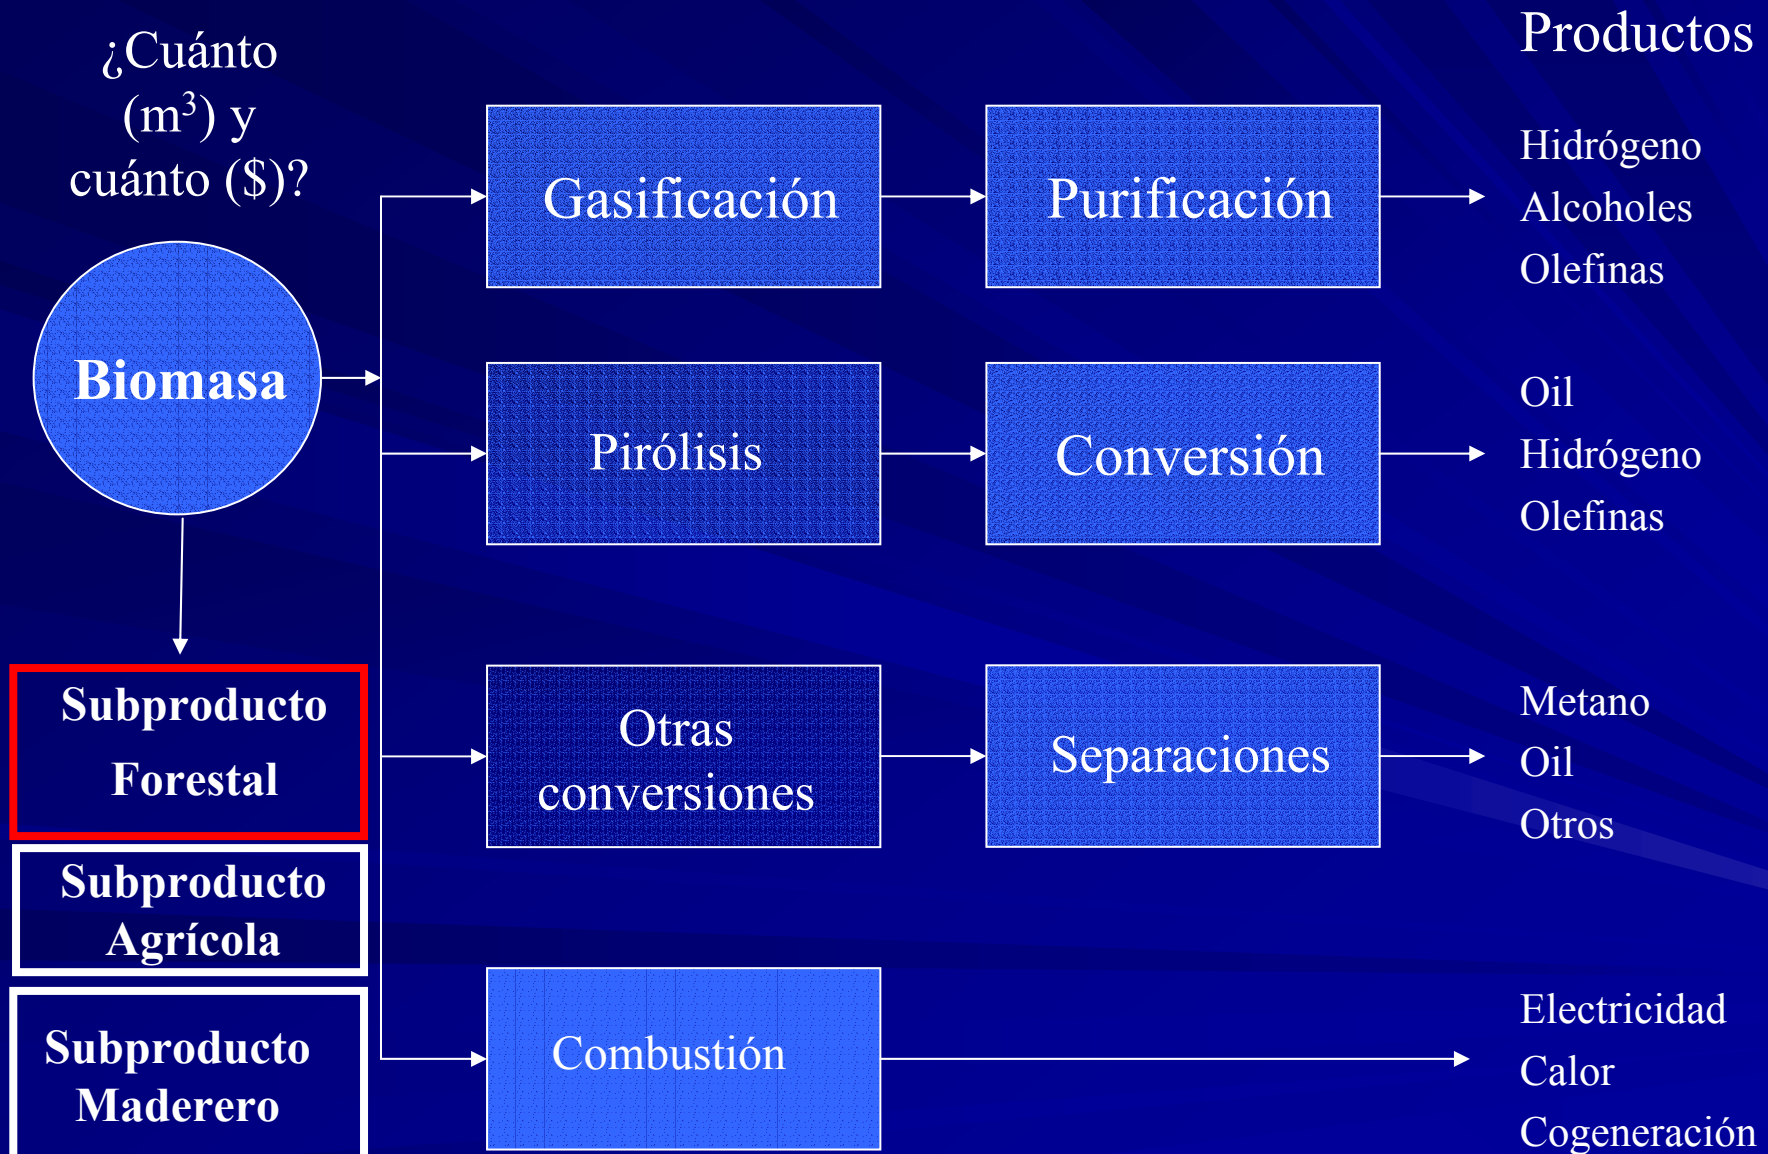 ¿Cuánto
(m³) y
cuánto ($)?
Productos
Biomasa
Gasificación
Purificación
Hidrógeno
Alcoholes
Olefinas
Pirólisis
Conversión
Oil
Hidrógeno
Olefinas
Otras
conversiones
Separaciones
Metano
Oil
Otros
Combustión
Electricidad
Calor
Cogeneración
Subproducto
Forestal
Subproducto
Agrícola
Subproducto
Maderero